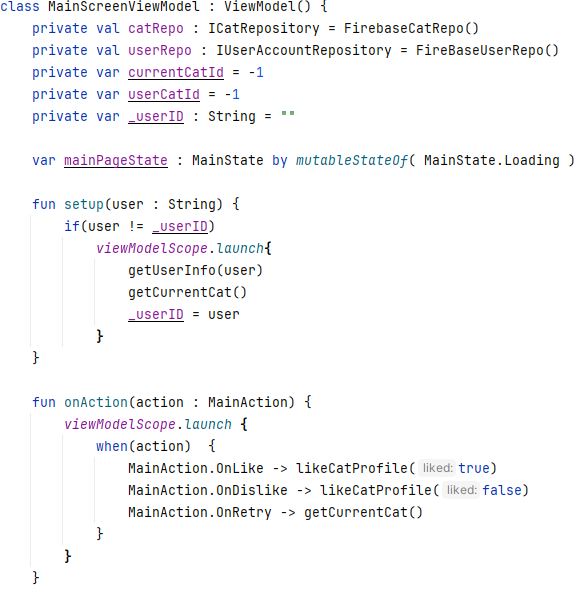 class MainScreenViewModel : ViewModel() {
    private val catRepo : ICatRepository = FirebaseCatRepo()
    private val userRepo : IUserAccountRepository = FireBaseUserRepo()
    private var currentCatId = -1
    private var userCatId = -1
    private var _userID : String = ""

    var mainPageState : MainState by mutableStateOf( MainState.Loading )

    fun setup(user : String) {
        if(user != _userID)
            viewModelScope.launch{
                getUserInfo(user)
                getCurrentCat()
                _userID = user
            }
    }

    fun onAction(action : MainAction) {
        viewModelScope.launch {
            when(action)  {
                MainAction.OnLike -> likeCatProfile( liked: true)
                MainAction.OnDislike -> likeCatProfile( liked: false)
                MainAction.OnRetry -> getCurrentCat()
            }
        }
    }